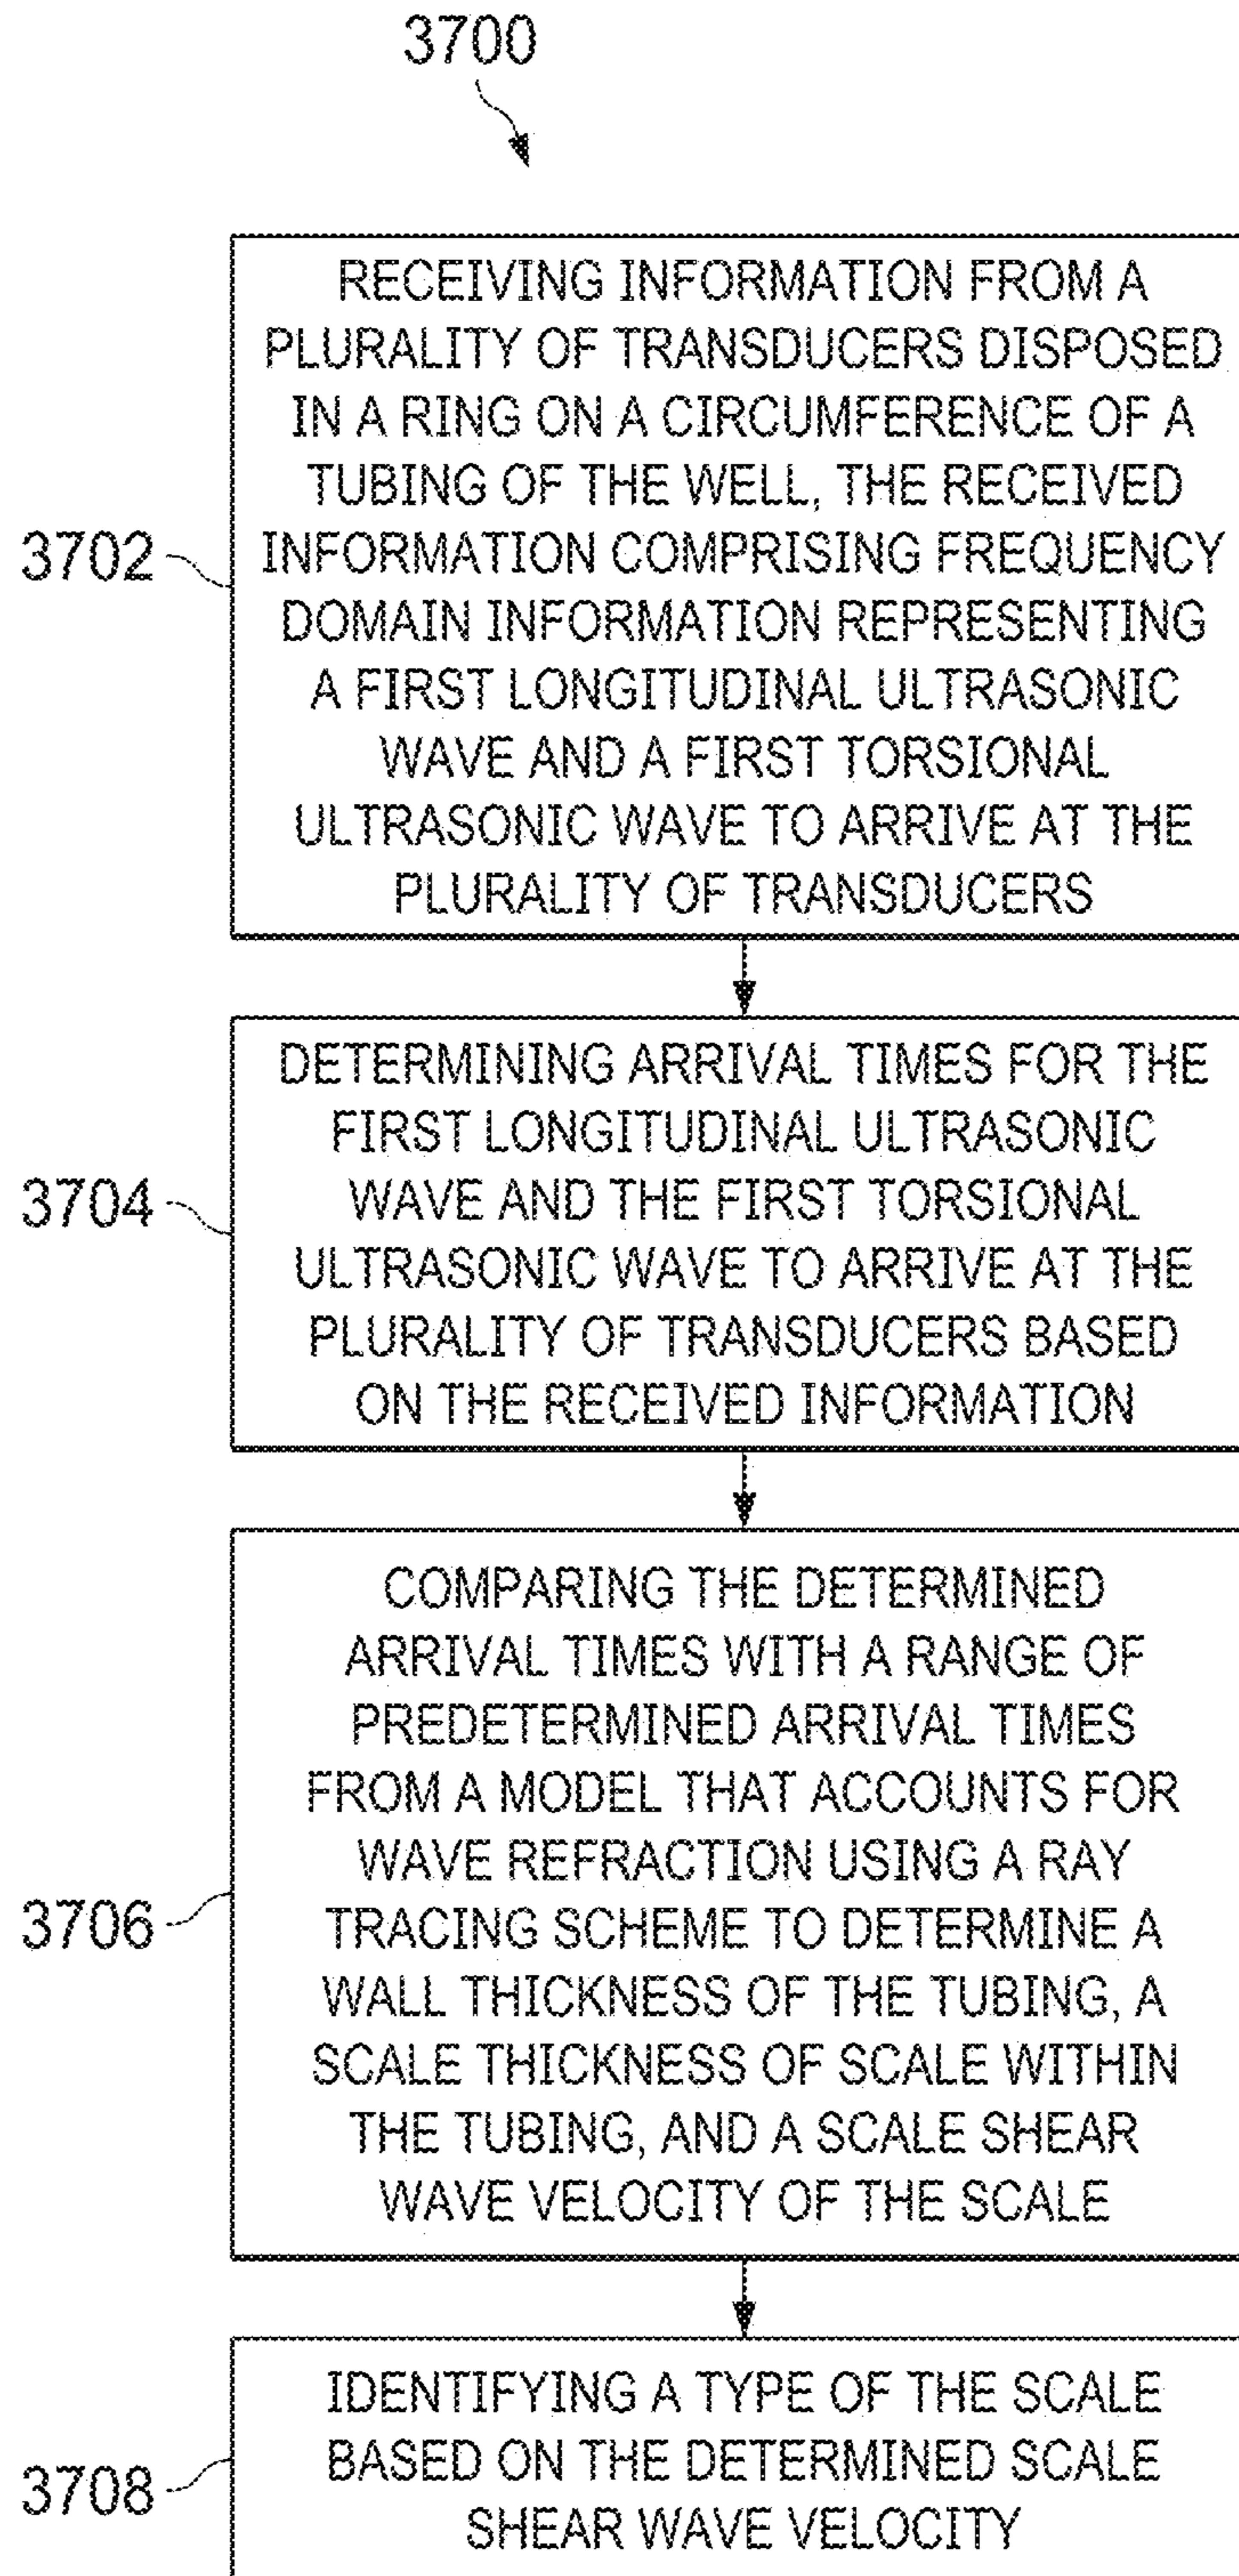 3700
RECEIVING INFORMATION FROM A
PLURALITY OF TRANSDUCERS DISPOSED
IN A RING ON A CIRCUMFERENCE OF A
TUBING OF THE WELL, THE RECEIVED
3702
INFORMATION COMPRISING FREQUENCY
DOMAIN INFORMATION REPRESENTING
A FIRST LONGITUDINAL ULTRASONIC
WAVE AND A FIRST TORSIONAL
ULTRASONIC WAVE TO ARRIVE AT THE
PLURALITY OF TRANSDUCERS
DETERMINING ARRIVAL TIMES FOR THE
FIRST LONGITUDINAL ULTRASONIC
3704
WAVE AND THE FIRST TORSIONAL
ULTRASONIC WAVE TO ARRIVE AT THE
PLURALITY OF TRANSDUCERS BASED
ON THE RECEIVED INFORMATION
COMPARING THE DETERMINED
ARRIVAL TIMES WITH A RANGE OF
PREDETERMINED ARRIVAL TIMES
FROM A MODEL THAT ACCOUNTS FOR
WAVE REFRACTION USING A RAY
3706
TRACING SCHEME TO DETERMINE A
WALL THICKNESS OF THE TUBING, A
SCALE THICKNESS OF SCALE WITHIN
THE TUBING, AND A SCALE SHEAR
WAVE VELOCITY OF THE SCALE
IDENTIFYING A TYPE OF THE SCALE
BASED ON THE DETERMINED SCALE
3708
SHEAR WAVE VELOCITY